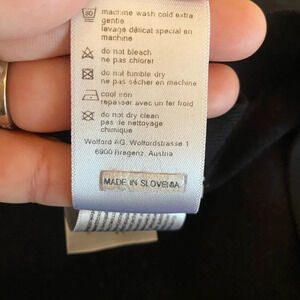 machine wash cold extra
gentle
lavage délicat special en
machine
do not bleach
ne pas chlorer
do not tumble dry
ne pas sécher en machine
cool iron
repasser avec un fer froid
do not dry clean
pas de nettoyage
chimique
Wolford AG, Wolfordstrasse 1
6900 Bregenz, Austria
MADE IN SLOVENIA